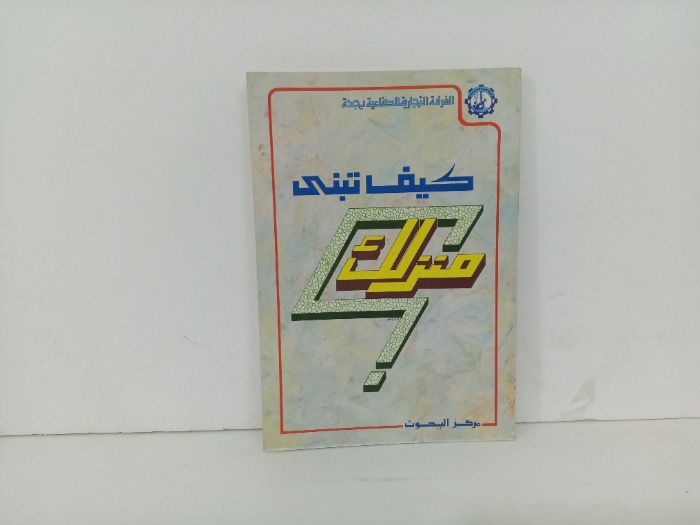 الغرفة التجارية الصناعية بجدة
كيف تبنى
منزلك
؟
مركز البحوث